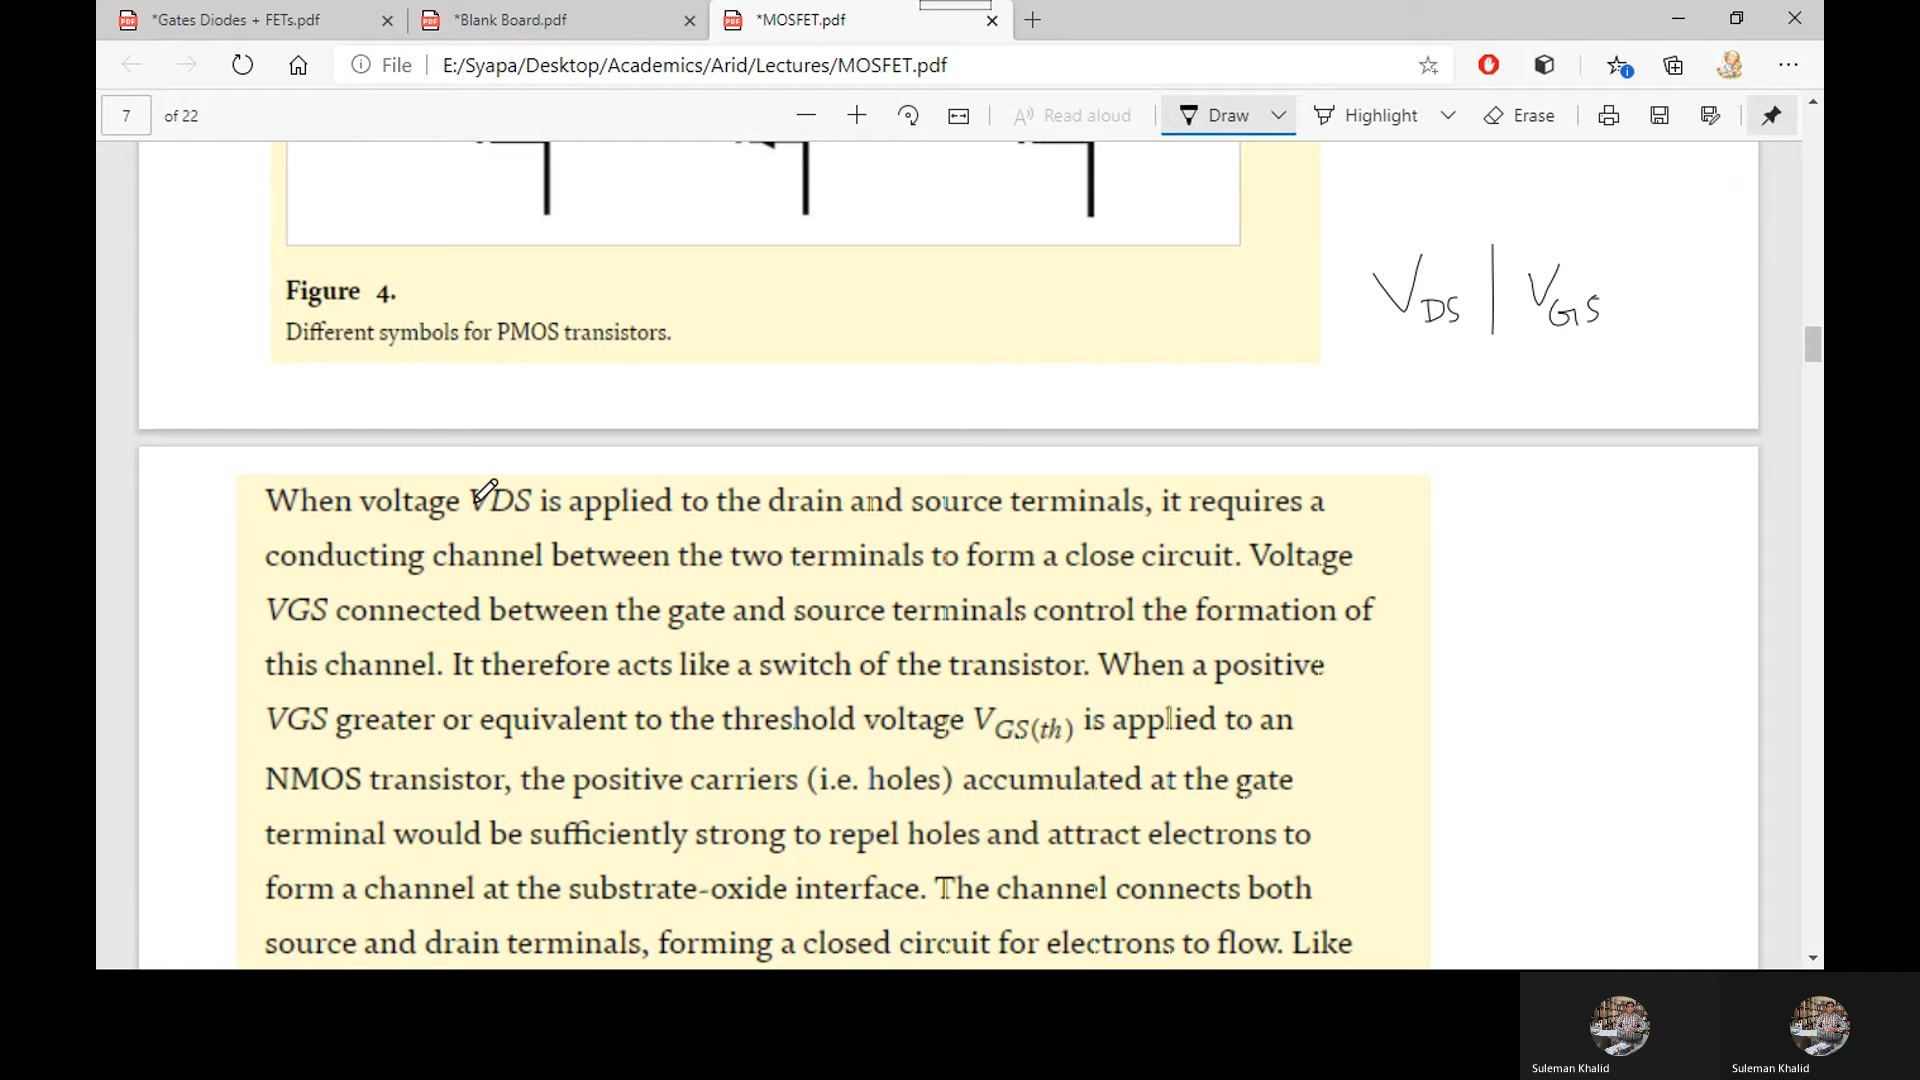 *Gates Diodes + FETs.pdf
*Blank Board.pdf
*MOSFET.pdf
File
E:/Syapa/Desktop/Academics/Arid/Lectures/MOSFET.pdf
7 of 22
Read aloud
Draw
Highlight
Erase
Figure 4.
Different symbols for PMOS transistors.
VDS | VGS
When voltage VDS is applied to the drain and source terminals, it requires a
conducting channel between the two terminals to form a close circuit. Voltage
VGS connected between the gate and source terminals control the formation of
this channel. It therefore acts like a switch of the transistor. When a positive
VGS greater or equivalent to the threshold voltage VGS(th) is applied to an
NMOS transistor, the positive carriers (i.e. holes) accumulated at the gate
terminal would be sufficiently strong to repel holes and attract electrons to
form a channel at the substrate-oxide interface. The channel connects both
source and drain terminals, forming a closed circuit for electrons to flow. Like
Suleman Khalid
Suleman Khalid